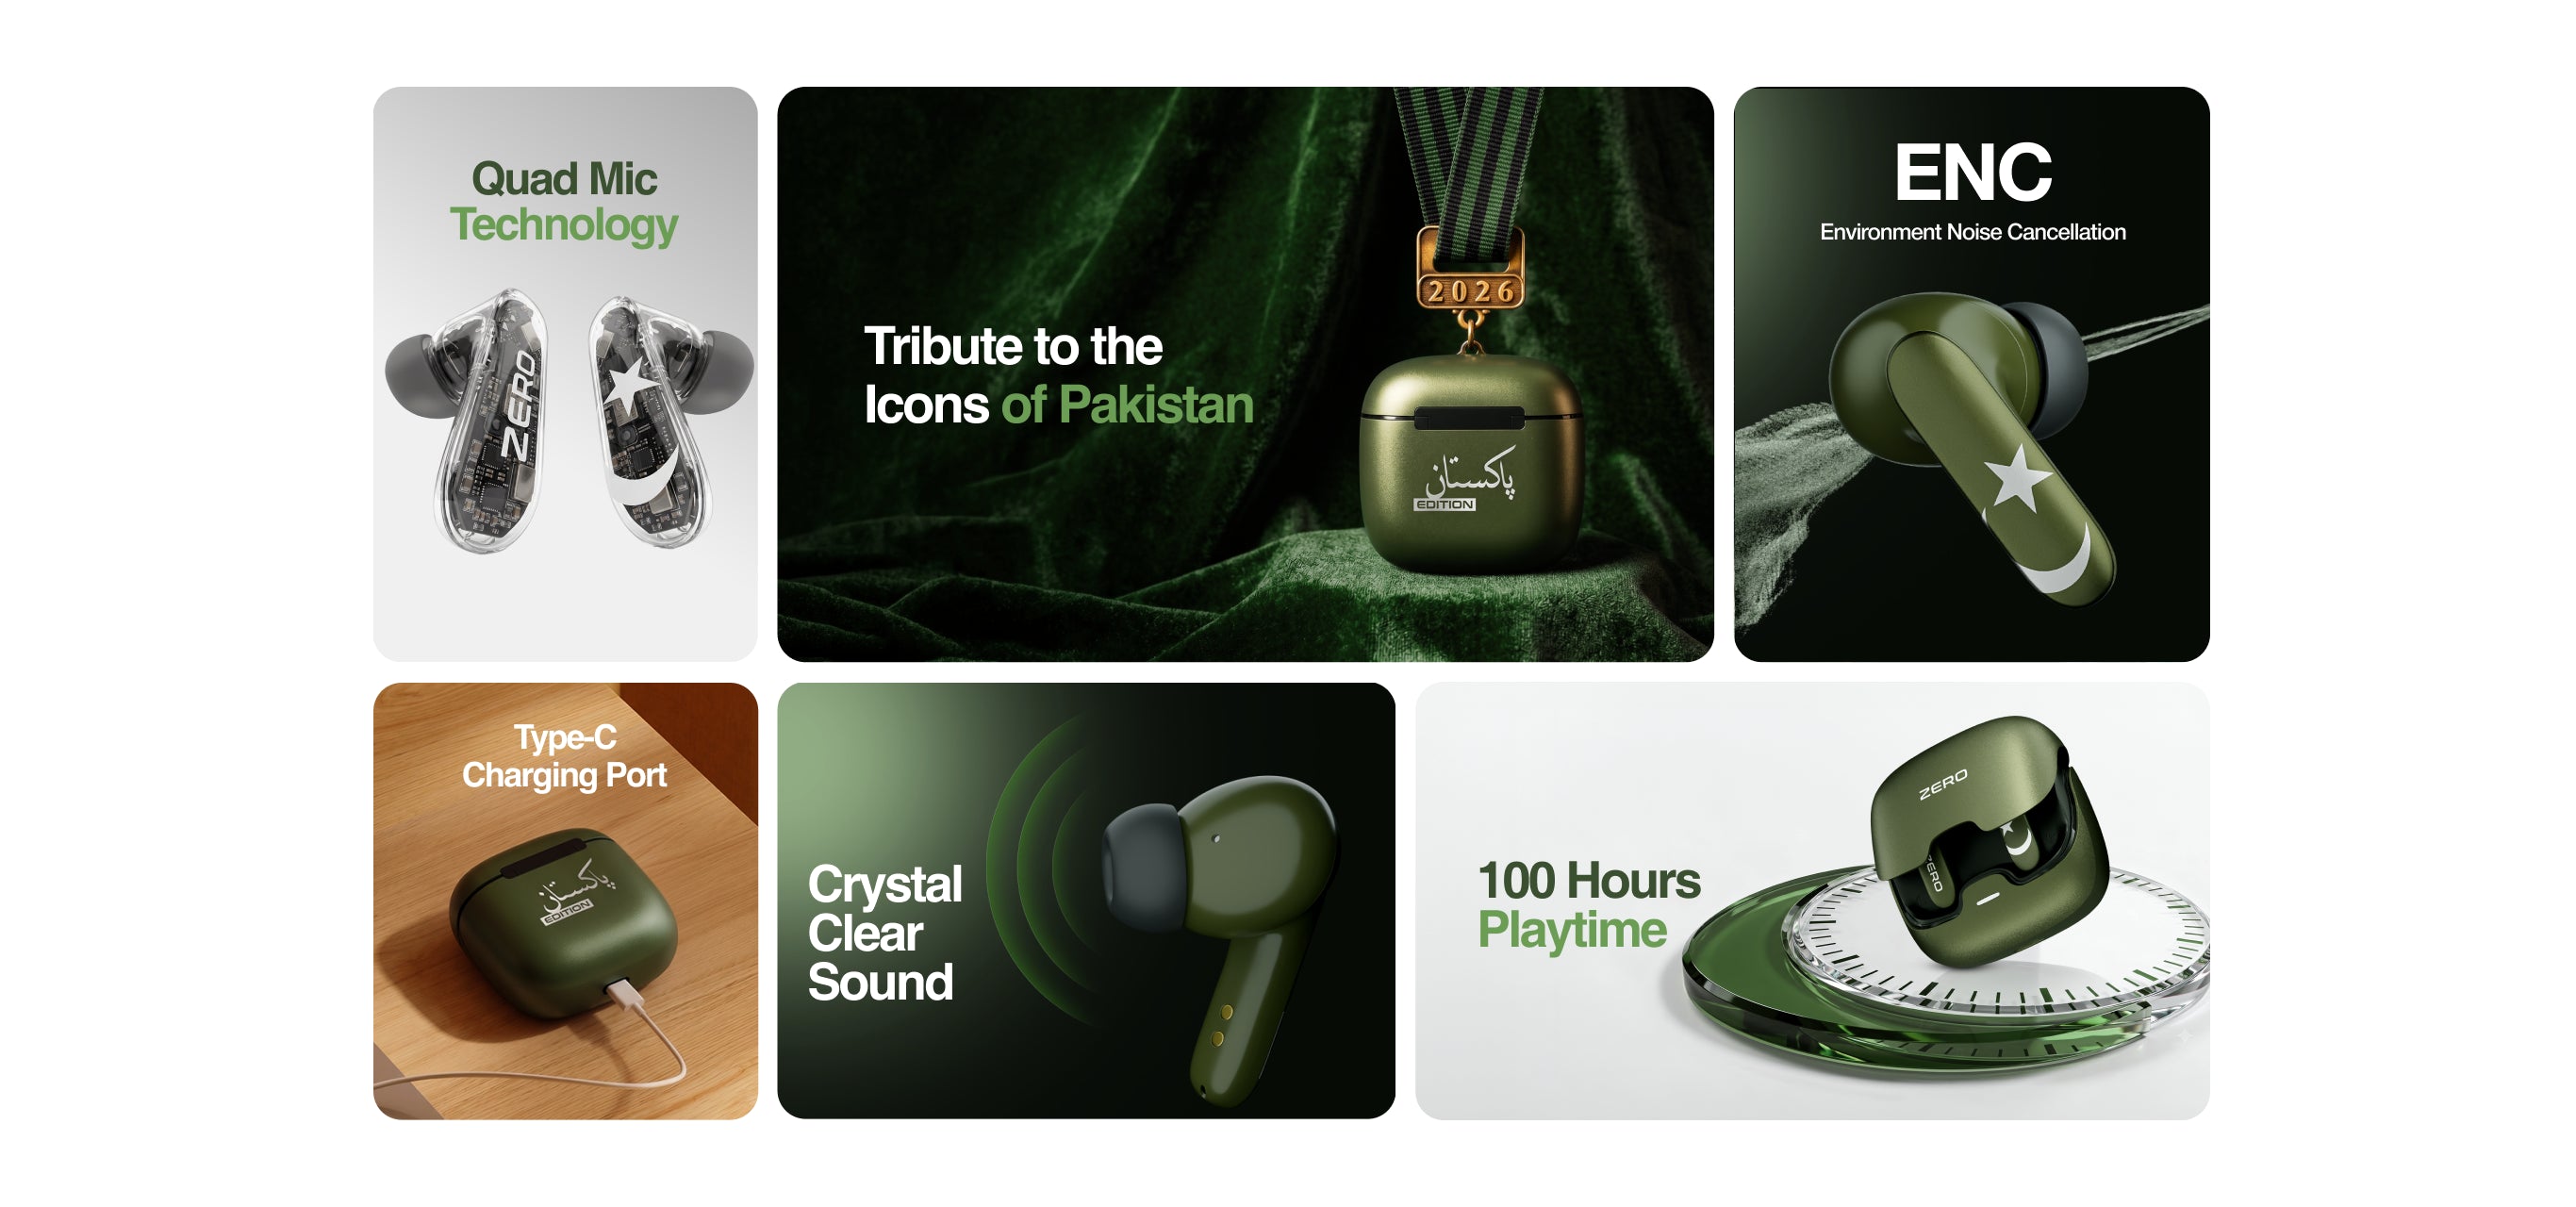 Quad Mic
Technology
ZERO
Tribute to the
Icons of Pakistan
2026
پاکستان
EDITION
ENC
Environment Noise Cancellation
Type-C
Charging Port
پاکستان
EDITION
Crystal
Clear
Sound
100 Hours
Playtime
ZERO
ZERO